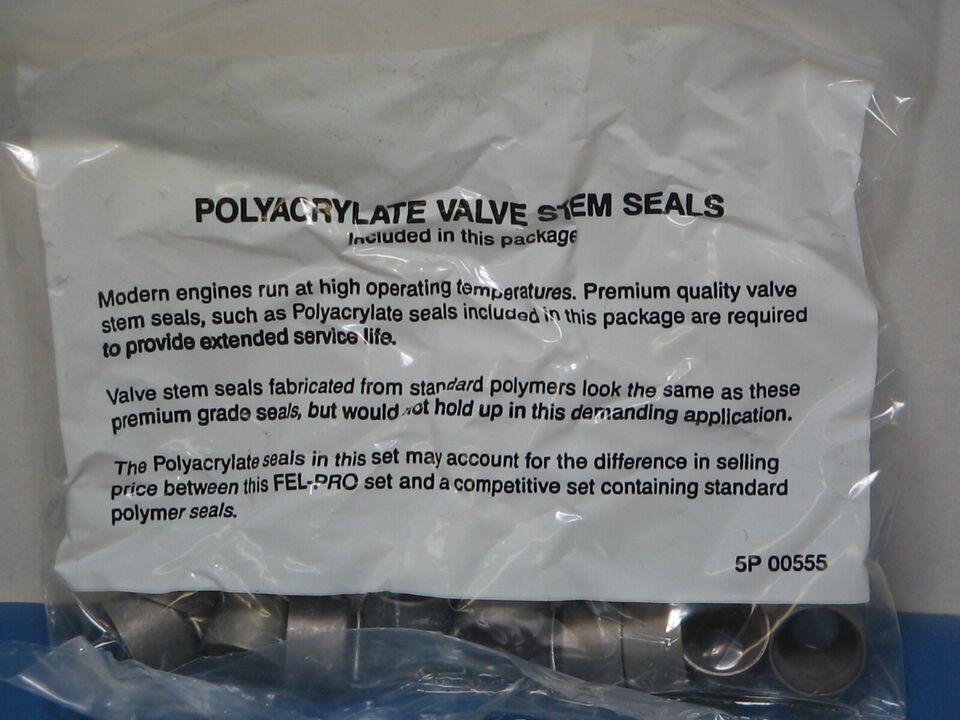 POLYACRYLATE VALVE STEM SEALS
Included in this package
Modern engines run at high operating temperatures. Premium quality valve
stem seals, such as Polyacrylate seals included in this package are required
to provide extended service life.
Valve stem seals fabricated from standard polymers look the same as these
premium grade seals, but would not hold up in this demanding application.
The Polyacrylate seals in this set may account for the difference in selling
price between this FEL-PRO set and a competitive set containing standard
polymer seals.
5P 00555